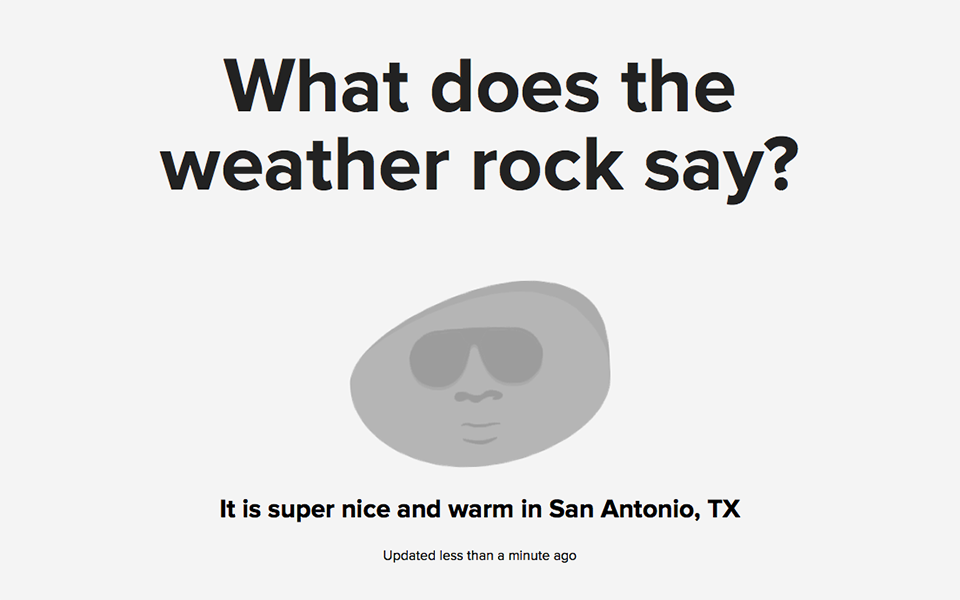 What does the
weather rock say?
It is super nice and warm in San Antonio, TX
Updated less than a minute ago